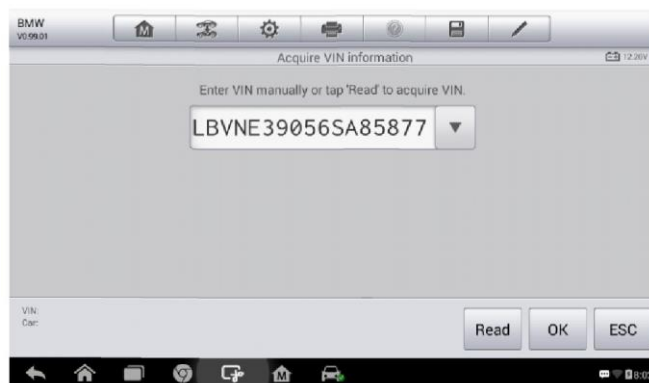 BMW
V0.99.01
Acquire VIN information
12.20V
Enter VIN manually or tap 'Read' to acquire VIN.
LBVNE39056SA85877
VIN:
Car:
Read
OK
ESC